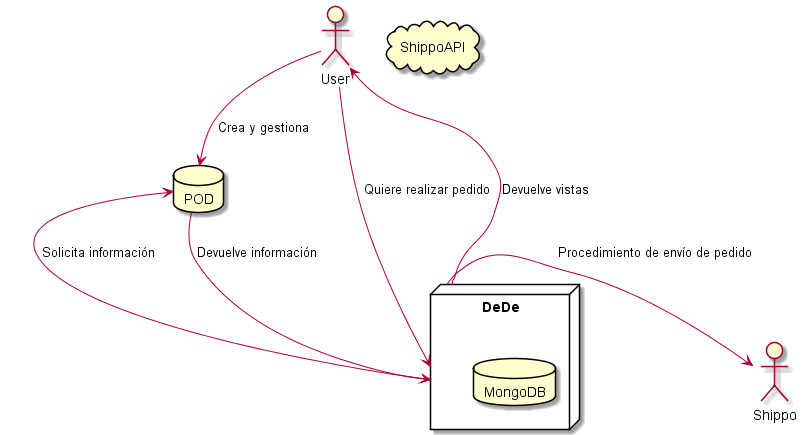 ShippoAPI
User
Crea y gestiona
POD
Quiere realizar pedido
Devuelve vistas
Solicita información
Devuelve información
Procedimiento de envío de pedido
DeDe
MongoDB
Shippo